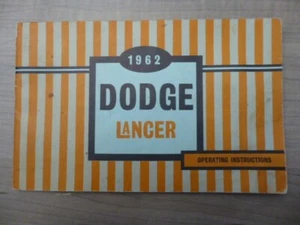 1962
DODGE
LANCER
OPERATING INSTRUCTIONS